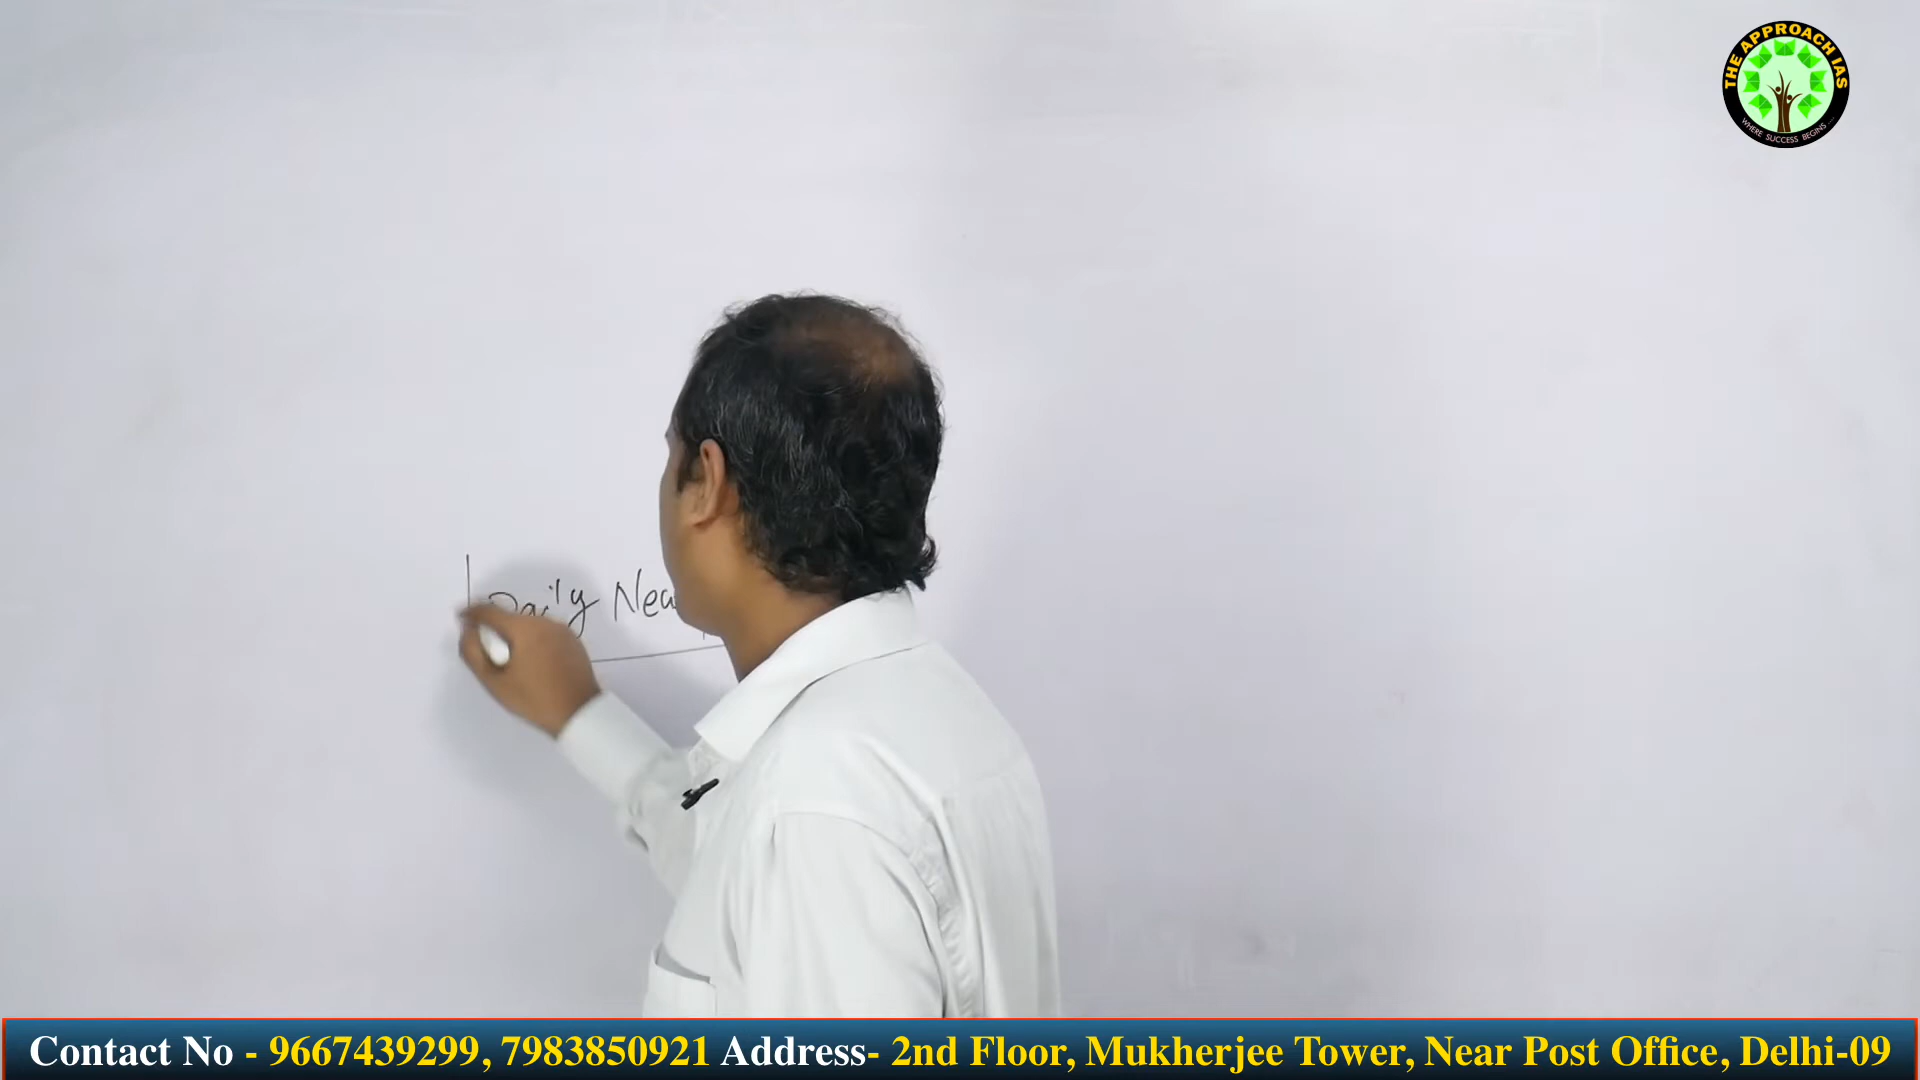 THE APPROACH IAS
WHERE SUCCESS BEGINS ....
Daily
Contact No - 9667439299, 7983850921 Address- 2nd Floor, Mukherjee Tower, Near Post Office, Delhi-09